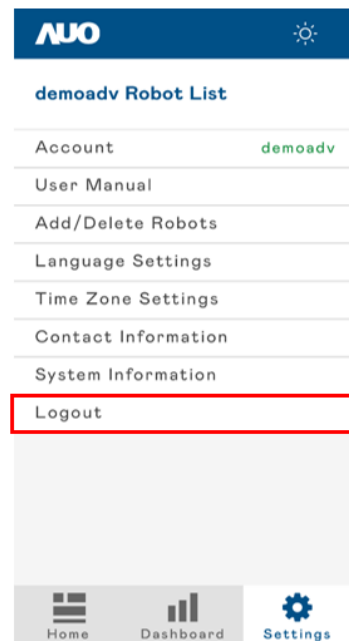 AUO
demoadv Robot List
Account demoadv
User Manual
Add/Delete Robots
Language Settings
Time Zone Settings
Contact Information
System Information
Logout
Home Dashboard Settings